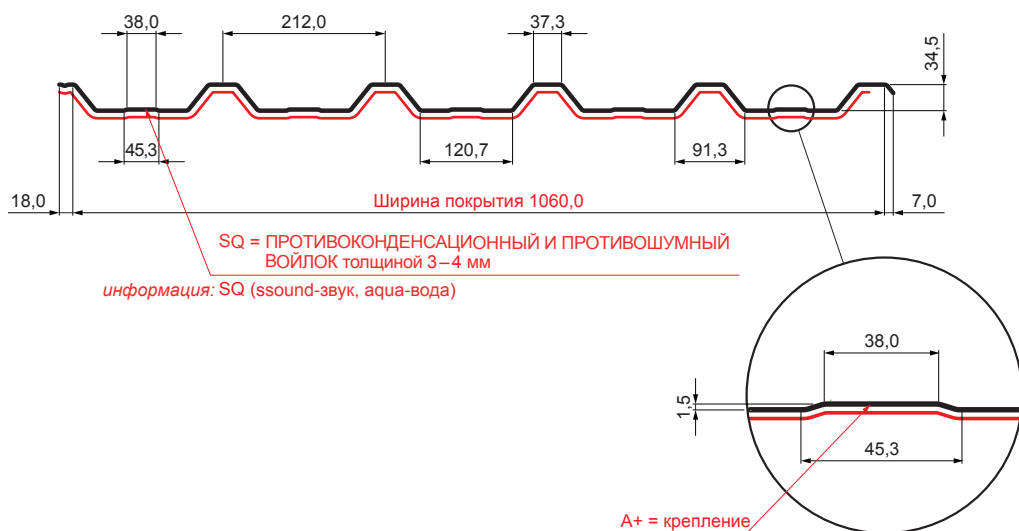 38,0
212,0
37,3
34,5
45,3
120,7
91,3
18,0
Ширина покрытия 1060,0
7,0
SQ = ПРОТИВОКОНДЕНСАЦИОННЫЙ И ПРОТИВОШУМНЫЙ
ВОЙЛОК толщиной 3–4 мм
информация: SQ (ssound-звук, aqua-вода)
38,0
1,5
45,3
A+ = крепление